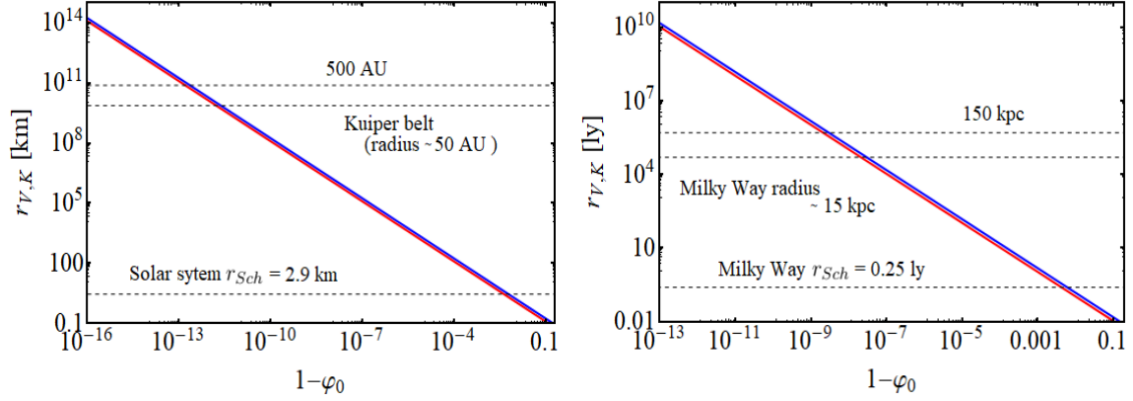 10^14
10^11
10^8
10^5
100
0.1
r_{V,K} [km]
500 AU
Kuiper belt
(radius ~50 AU )
Solar sytem r_{Sch} = 2.9 km
10^-16
10^-13
10^-10
10^-7
10^-4
0.1
1-φ_0
10^10
10^7
10^4
10
0.01
r_{V,K} [ly]
150 kpc
Milky Way radius
~ 15 kpc
Milky Way r_{Sch} = 0.25 ly
10^-13
10^-11
10^-9
10^-7
10^-5
0.001
0.1
1-φ_0